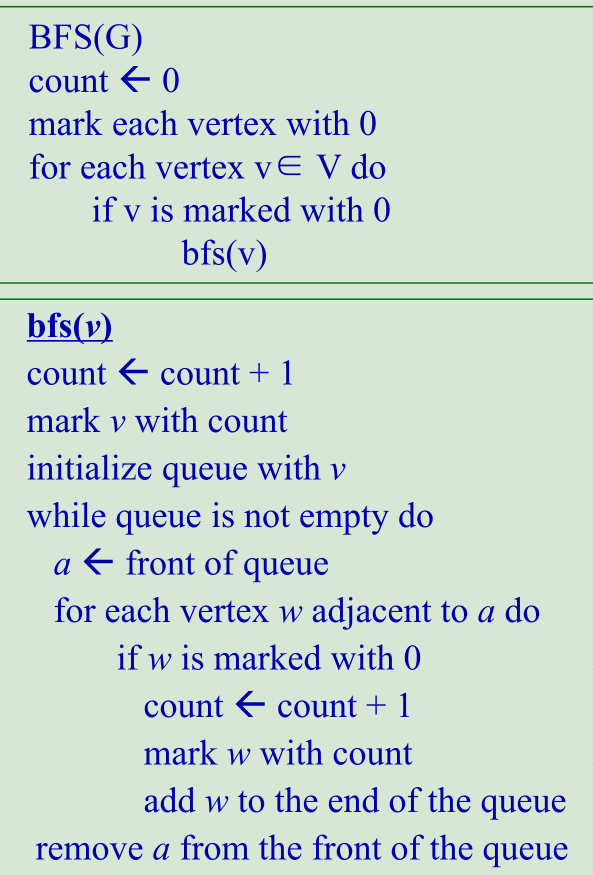 BFS(G)
count ← 0
mark each vertex with 0
for each vertex v∈ V do
if v is marked with 0
bfs(v)
bfs(v)
count ← count + 1
mark v with count
initialize queue with v
while queue is not empty do
a ← front of queue
for each vertex w adjacent to a do
if w is marked with 0
count ← count + 1
mark w with count
add w to the end of the queue
remove a from the front of the queue